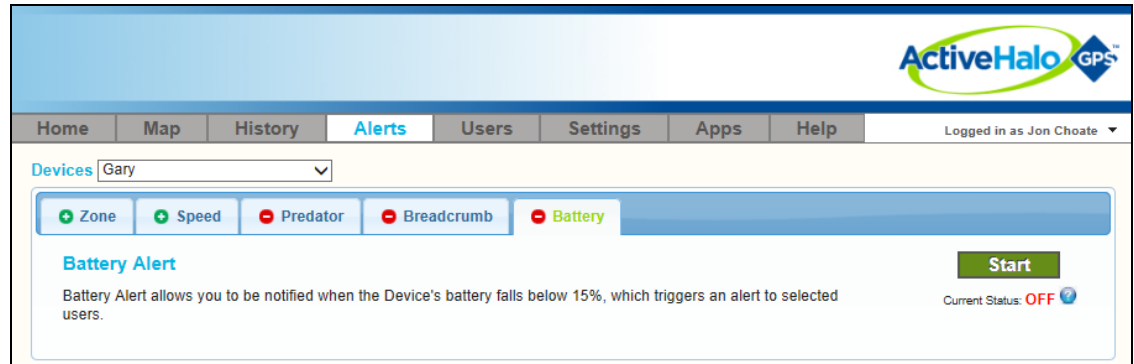 ActiveHalo GPS™
Home Map History Alerts Users Settings Apps Help Logged in as Jon Choate
Devices Gary
Zone Speed Predator Breadcrumb Battery
Battery Alert
Start
Battery Alert allows you to be notified when the Device's battery falls below 15%, which triggers an alert to selected
users.
Current Status: OFF ?